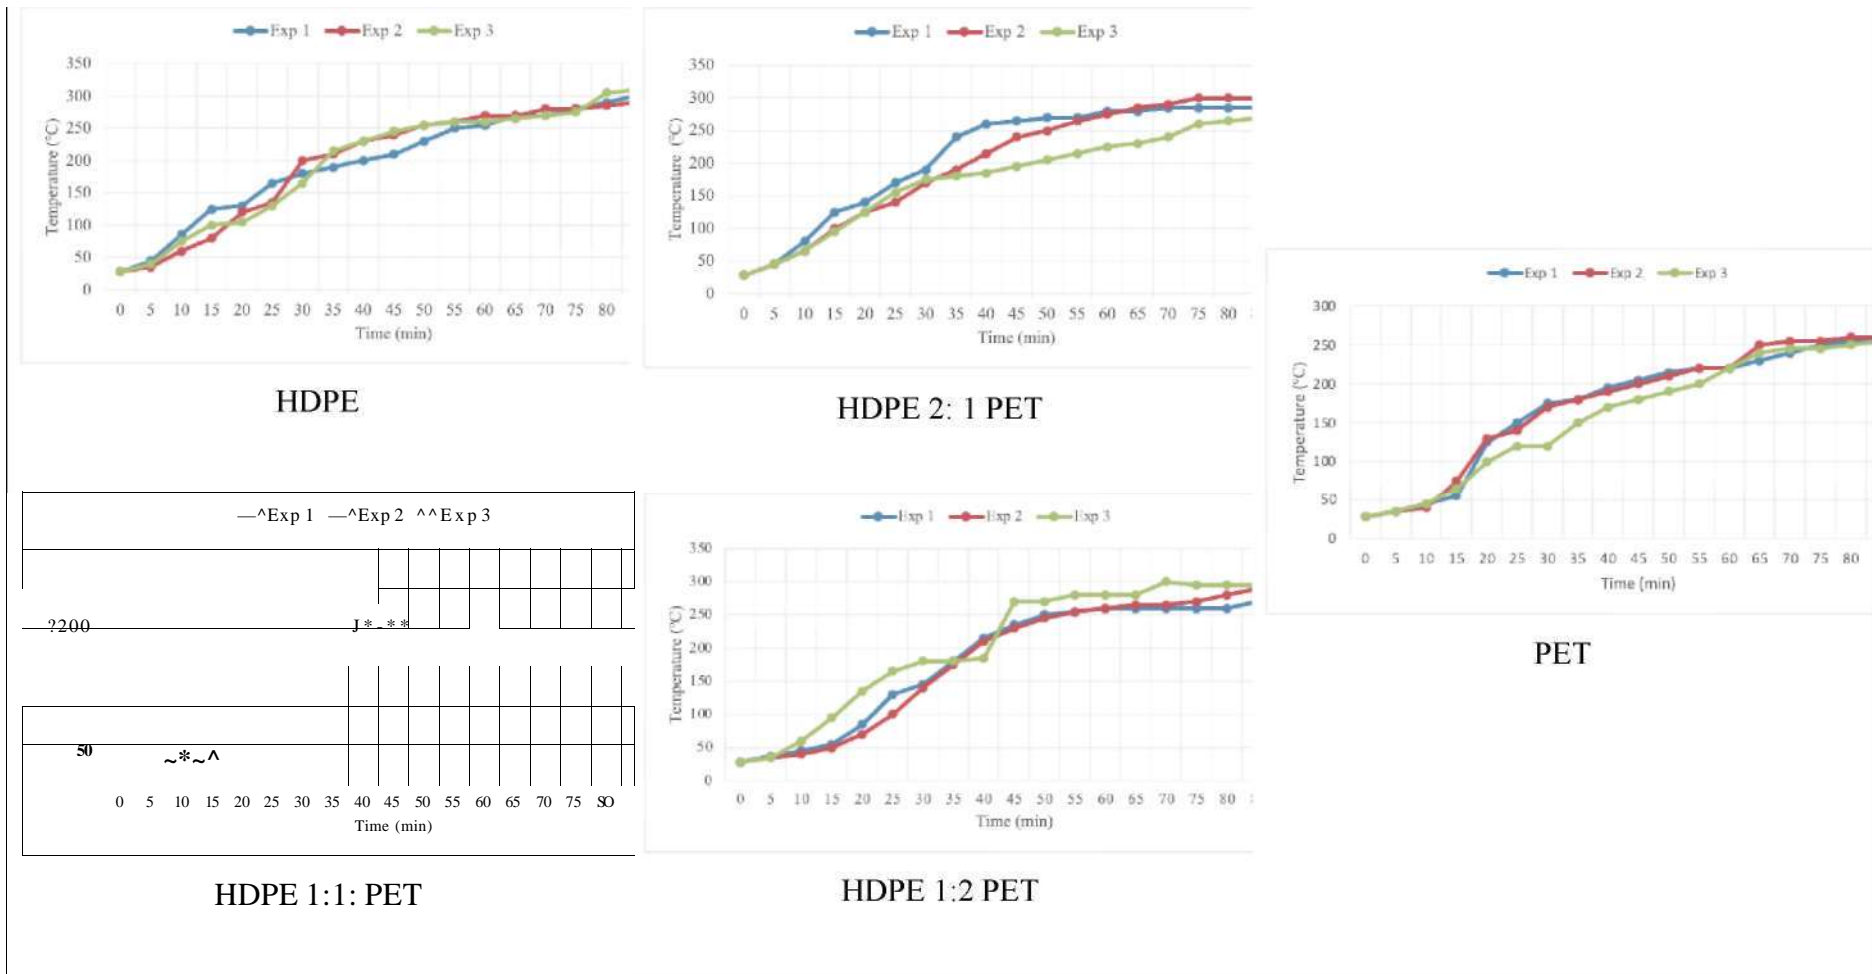 Exp 1 Exp 2 Exp 3
350
300
250
200
150
100
50
0
Temperature (°C)
0 5 10 15 20 25 30 35 40 45 50 55 60 65 70 75 80
Time (min)
HDPE
Exp 1 Exp 2 Exp 3
350
300
250
200
150
100
50
0
Temperature (°C)
0 5 10 15 20 25 30 35 40 45 50 55 60 65 70 75 80
Time (min)
HDPE 2: 1 PET
Exp 1 Exp 2 Exp 3
300
250
200
150
100
50
0
Temperature (°C)
0 5 10 15 20 25 30 35 40 45 50 55 60 65 70 75 80
Time (min)
PET
—^Exp 1 —^Exp 2 ^^Exp 3
?200
J*-**
50
~*~^
0 5 10 15 20 25 30 35 40 45 50 55 60 65 70 75 SO
Time (min)
HDPE 1:1: PET
Exp 1 Exp 2 Exp 3
350
300
250
200
150
100
50
0
Temperature (°C)
0 5 10 15 20 25 30 35 40 45 50 55 60 65 70 75 80
Time (min)
HDPE 1:2 PET